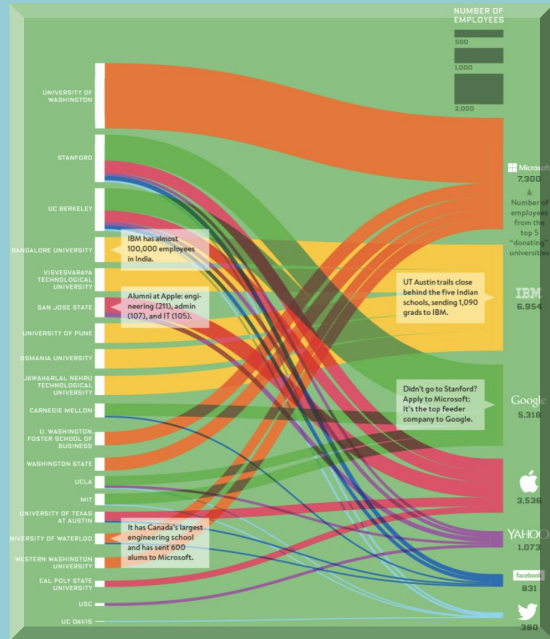 NUMBER OF
EMPLOYEES
500
1,000
2,000
UNIVERSITY OF
WASHINGTON
STANFORD
UC BERKELEY
BANGALORE UNIVERSITY
VISVESVARAYA
TECHNOLOGICAL
UNIVERSITY
SAN JOSE STATE
UNIVERSITY OF PUNE
OSMANIA UNIVERSITY
JAWAHARLAL NEHRU
TECHNOLOGICAL
UNIVERSITY
CARNEGIE MELLON
U. WASHINGTON,
FOSTER SCHOOL OF
BUSINESS
WASHINGTON STATE
UCLA
MIT
UNIVERSITY OF TEXAS
AT AUSTIN
NIVERSITY OF WATERLOO
WESTERN WASHINGTON
UNIVERSITY
CAL POLY STATE
UNIVERSITY
USC
UC DAVIS
IBM has almost
100,000 employees
in India.
Alumni at Apple: engi-
neering (211), admin
(107), and IT (105).
It has Canada's largest
engineering school
and has sent 600
alums to Microsoft.
UT Austin trails close
behind the five Indian
schools, sending 1,090
grads to IBM.
Didn't go to Stanford?
Apply to Microsoft:
It's the top feeder
company to Google.
Microsoft
7,300
Number of
employees
from the
top 5
"donating"
universities
IBM
6,954
Google
5,318
3,536
YAHOO!
1,073
facebook
831
380